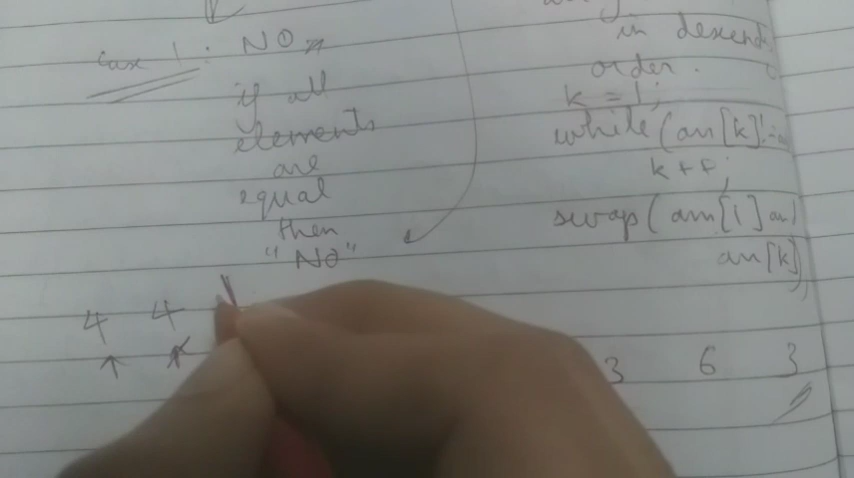 Case 1: NO
if all
elements
are
equal
then
"NO"
4 4
in descend
order.
k = 1;
while(arr[k]!=a
k++;
swap(arr[1] arr
arr[k])
3 6 3